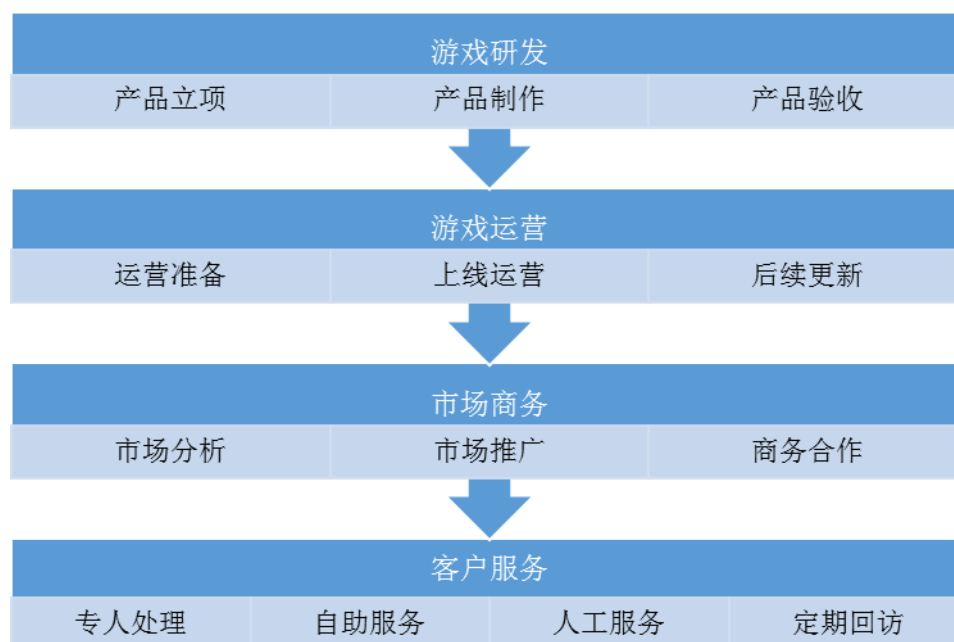 游戏研发
产品立项 产品制作 产品验收
游戏运营
运营准备 上线运营 后续更新
市场商务
市场分析 市场推广 商务合作
客户服务
专人处理 自助服务 人工服务 定期回访